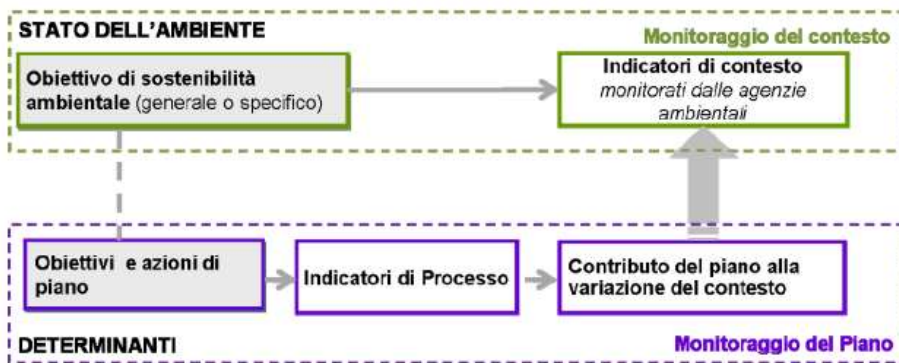 STATO DELL'AMBIENTE
Monitoraggio del contesto
Obiettivo di sostenibilità
ambientale (generale o specifico)
Indicatori di contesto
monitorati dalle agenzie
ambientali
Obiettivi e azioni di
piano
Indicatori di Processo
Contributo del piano alla
variazione del contesto
DETERMINANTI
Monitoraggio del Piano